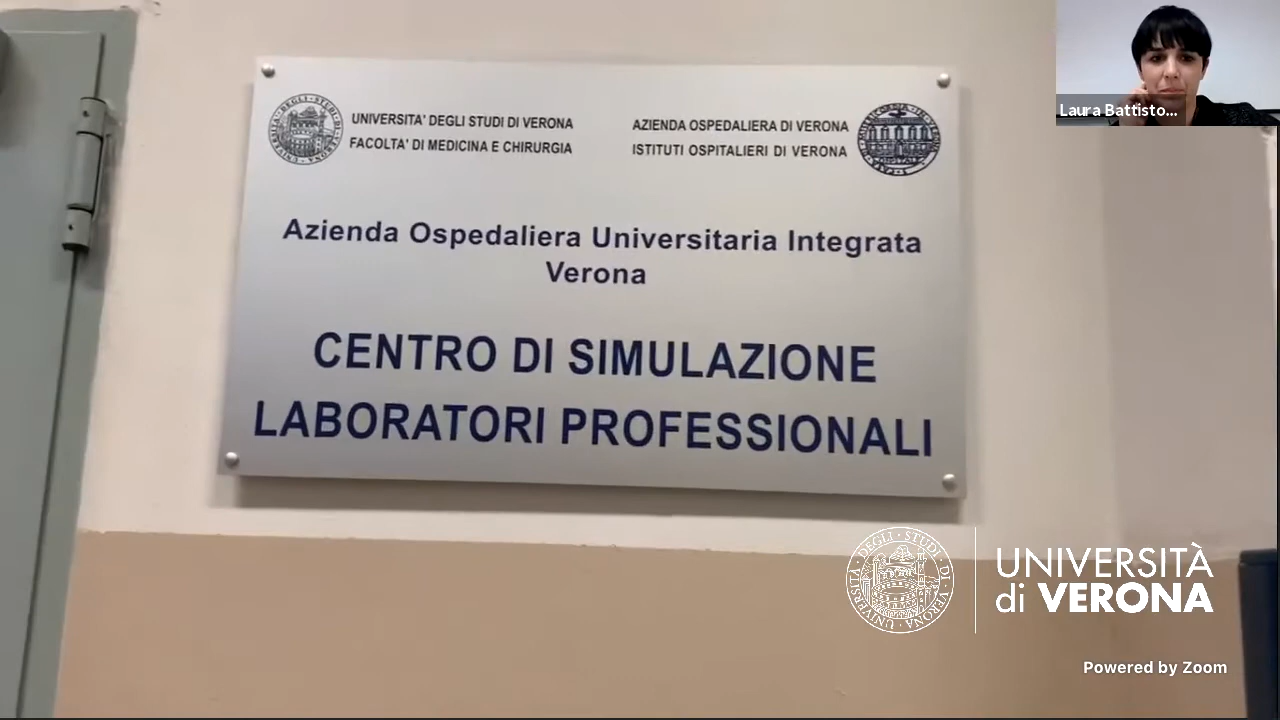 UNIVERSITA' DEGLI STUDI DI VERONA
FACOLTA' DI MEDICINA E CHIRURGIA
AZIENDA OSPEDALIERA DI VERONA
ISTITUTI OSPITALIERI DI VERONA
Azienda Ospedaliera Universitaria Integrata
Verona
CENTRO DI SIMULAZIONE
LABORATORI PROFESSIONALI
Laura Battisto...
UNIVERSITÀ
di VERONA
Powered by Zoom